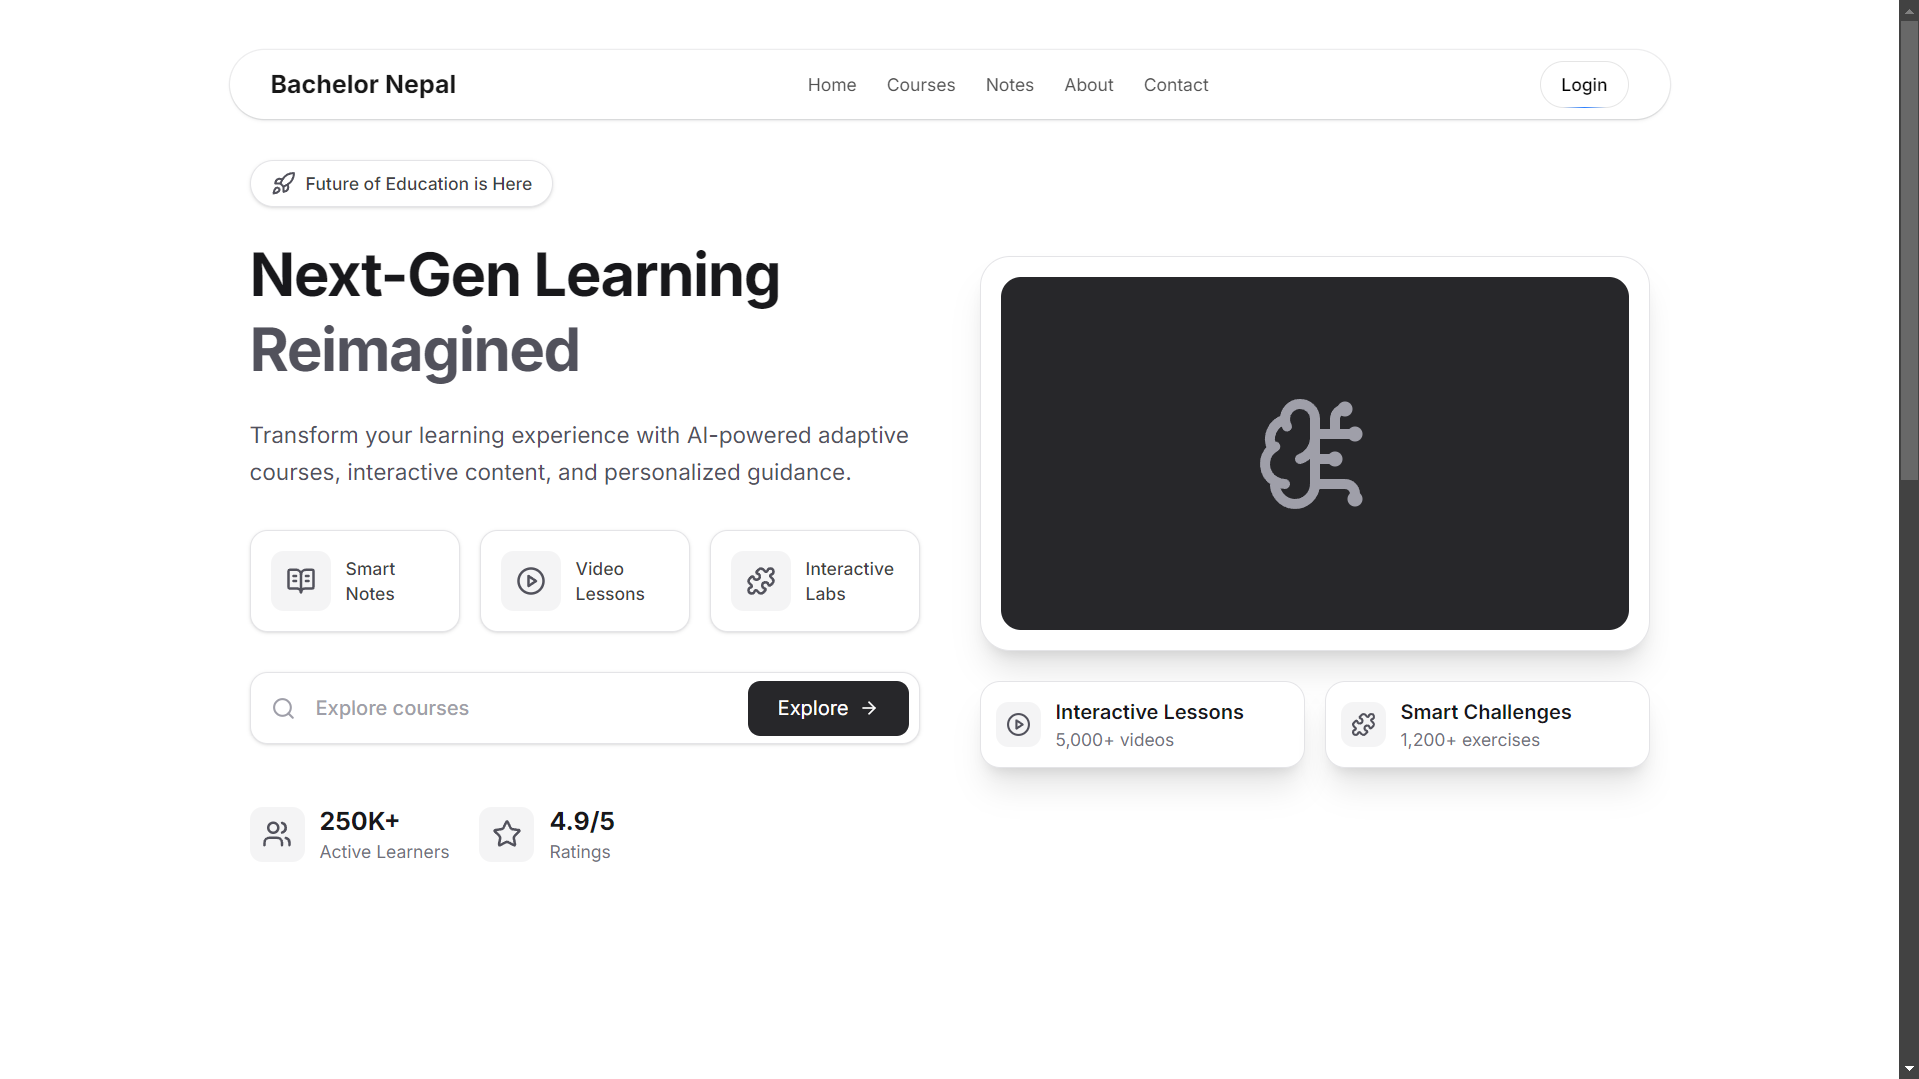 Bachelor Nepal
Home
Courses
Notes
About
Contact
Login
Future of Education is Here
Next-Gen Learning
Reimagined
Transform your learning experience with AI-powered adaptive
courses, interactive content, and personalized guidance.
Smart
Notes
Video
Lessons
Interactive
Labs
Explore courses
Explore
250K+
Active Learners
4.9/5
Ratings
Interactive Lessons
5,000+ videos
Smart Challenges
1,200+ exercises